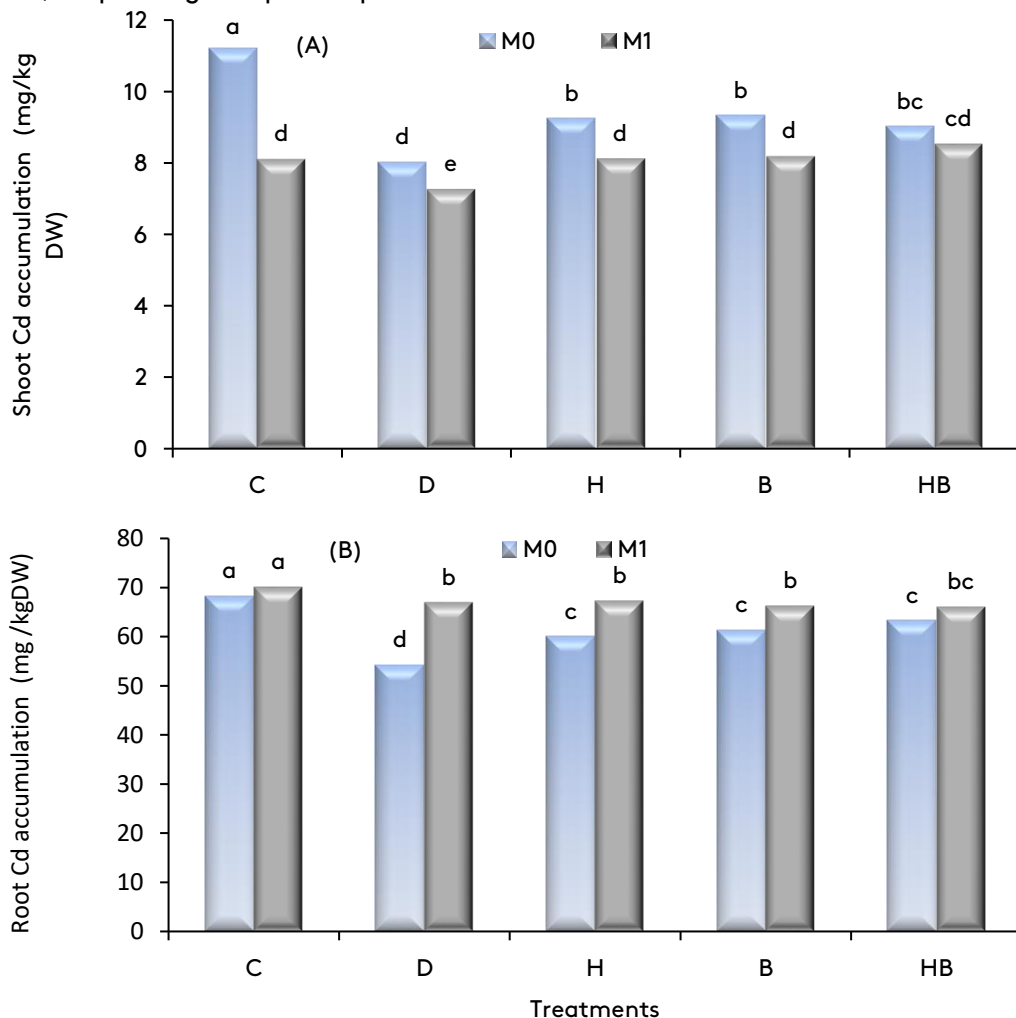 12
10
8
6
4
2
0
Shoot Cd accumulation (mg/kg
DW)
(A)
M0 M1
a d d e b d b d bc cd
C D H B HB
80
70
60
50
40
30
20
10
0
Root Cd accumulation (mg /kgDW)
(B)
M0 M1
a a d b c b c b c bc
C D H B HB
Treatments